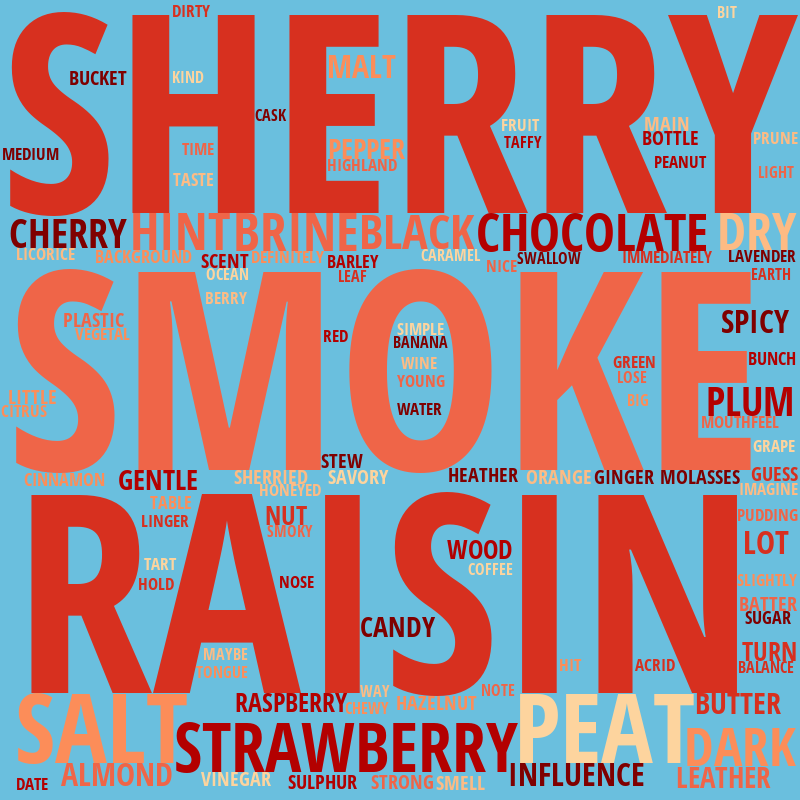 DIRTY BIT
SHERRY
BUCKET KIND MALT
CASK
FRUIT MAIN
TIME PEPPER TAFFY BOTTLE PRUNE
MEDIUM HIGHLAND PEANUT
TASTE LIGHT
CHERRY HINT BRINE BLACK CHOCOLATE DRY
LICORICE BACKGROUND SCENT DEFINITELY BARLEY CARAMEL NICE SWALLOW IMMEDIATELY LAVENDER
OCEAN LEAF EARTH
SMOKE
BERRY
PLASTIC SPICY
VEGETAL RED SIMPLE
BANANA
WINE GREEN BUNCH
YOUNG LOSE
LITTLE WATER BIG PLUM
CITRUS MOUTHFEEL
GRAPE
STEW
CINNAMON GENTLE SHERRIED SAVORY HEATHER ORANGE GINGER MOLASSES GUESS
HONEYED IMAGINE
TABLE
RAISIN
LINGER NUT PUDDING
SMOKY LOT
WOOD
TART COFFEE
HOLD NOSE SLIGHTLY
BATTER
CANDY SUGAR
MAYBE TURN
TONGUE HIT ACRID BALANCE
WAY NOTE
SALT RASPBERRY CHEWY HAZELNUT PEAT BUTTER
STRAWBERRY DARK
DATE ALMOND VINEGAR SULPHUR STRONG SMELL INFLUENCE LEATHER